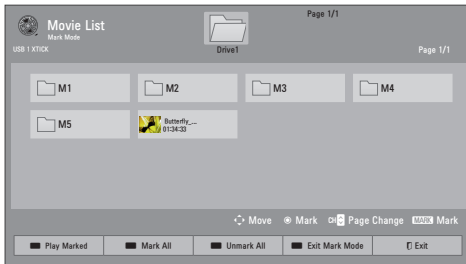 Movie List
Mark Mode
USB 1 XTICK
Drive1
Page 1/1
Page 1/1
M1
M2
M3
M4
M5
Butterfly_...
01:34:33
Move
Mark
CH
Page Change
MARK
Mark
Play Marked
Mark All
Unmark All
Exit Mark Mode
Exit